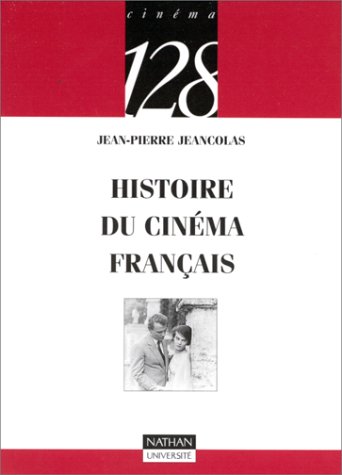 cinéma
128
JEAN-PIERRE JEANCOLAS
HISTOIRE
DU CINÉMA
FRANÇAIS
NATHAN
UNIVERSITÉ